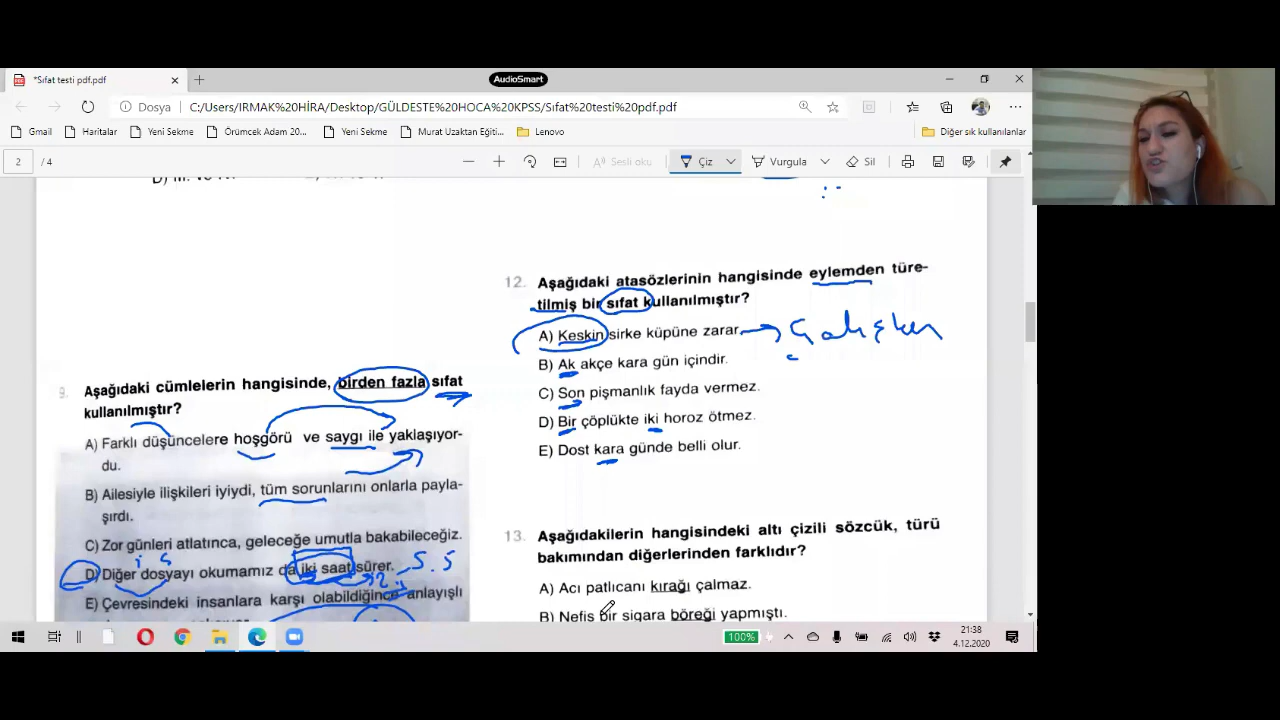 AudioSmart
*Sıfat testi pdf.pdf
Dosya C:/Users/IRMAK%20HİRA/Desktop/GÜLDESTE%20HOCA%20KPSS/Sıfat%20testi%20pdf.pdf
Gmail Haritalar Yeni Sekme Örümcek Adam 20... Yeni Sekme Murat Uzaktan Eğiti... Lenovo Diğer sık kullanılanlar
2 / 4 Sesli oku Çiz Vurgula Sil
9. Aşağıdaki cümlelerin hangisinde, birden fazla sıfat
kullanılmıştır?
A) Farklı düşüncelere hoşgörü ve saygı ile yaklaşıyor-
du.
B) Ailesiyle ilişkileri iyiydi, tüm sorunlarını onlarla payla-
şırdı.
C) Zor günleri atlatınca, geleceğe umutla bakabileceğiz.
D) Diğer dosyayı okumamız da iki saat sürer.
S.S
E) Çevresindeki insanlara karşı olabildiğince anlayışlı
12. Aşağıdaki atasözlerinin hangisinde eylemden türe-
tilmiş bir sıfat kullanılmıştır?
A) Keskin sirke küpüne zarar.
Çalışkan
B) Ak akçe kara gün içindir.
C) Son pişmanlık fayda vermez.
D) Bir çöplükte iki horoz ötmez.
E) Dost kara günde belli olur.
13. Aşağıdakilerin hangisindeki altı çizili sözcük, türü
bakımından diğerlerinden farklıdır?
A) Acı patlıcanı kırağı çalmaz.
B) Nefis bir sigara böreği yapmıştı.
100% 21:38
4.12.2020